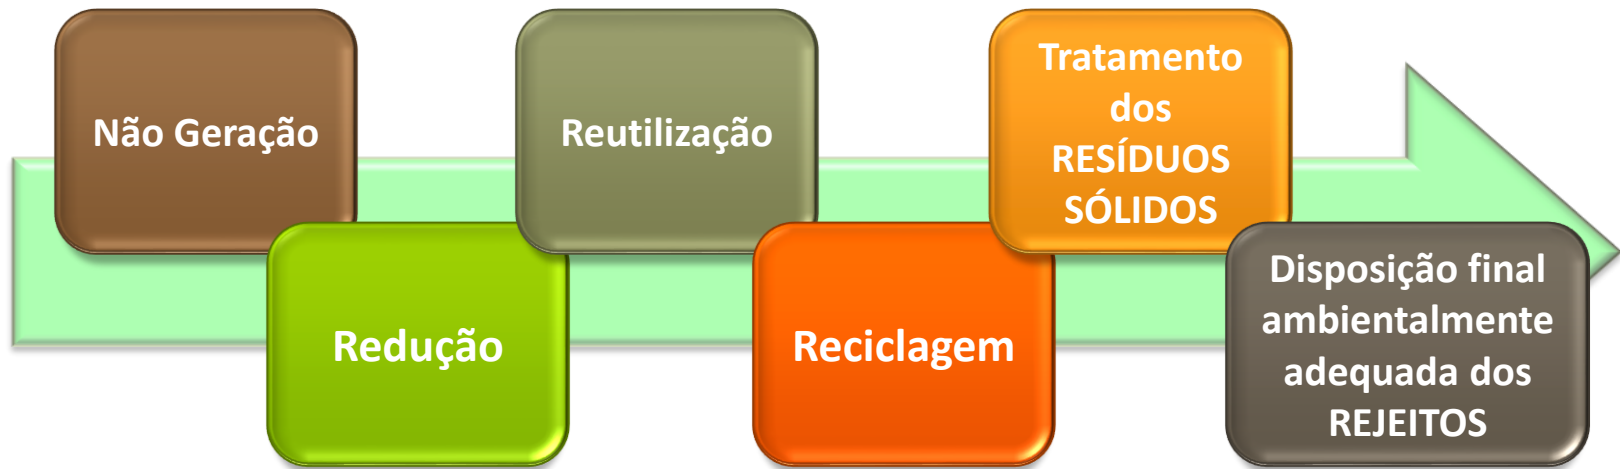 Não Geração
Redução
Reutilização
Reciclagem
Tratamento
dos
RESÍDUOS
SÓLIDOS
Disposição final
ambientalmente
adequada dos
REJEITOS